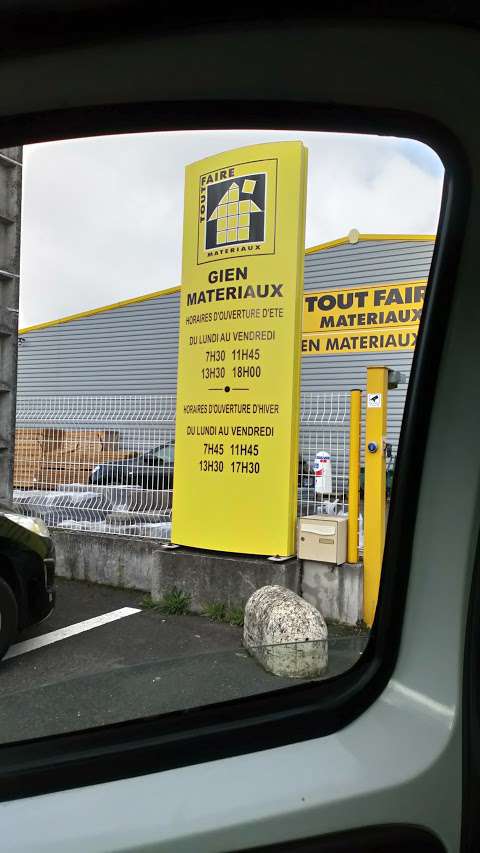 TOUT FAIRE
MATERIAUX
GIEN
MATERIAUX
HORAIRES D'OUVERTURE D'ETE
DU LUNDI AU VENDREDI
7H30 11H45
13H30 18H00
HORAIRES D'OUVERTURE D'HIVER
DU LUNDI AU VENDREDI
7H45 11H45
13H30 17H30
TOUT FAIRE
MATERIAUX
EN MATERIAUX